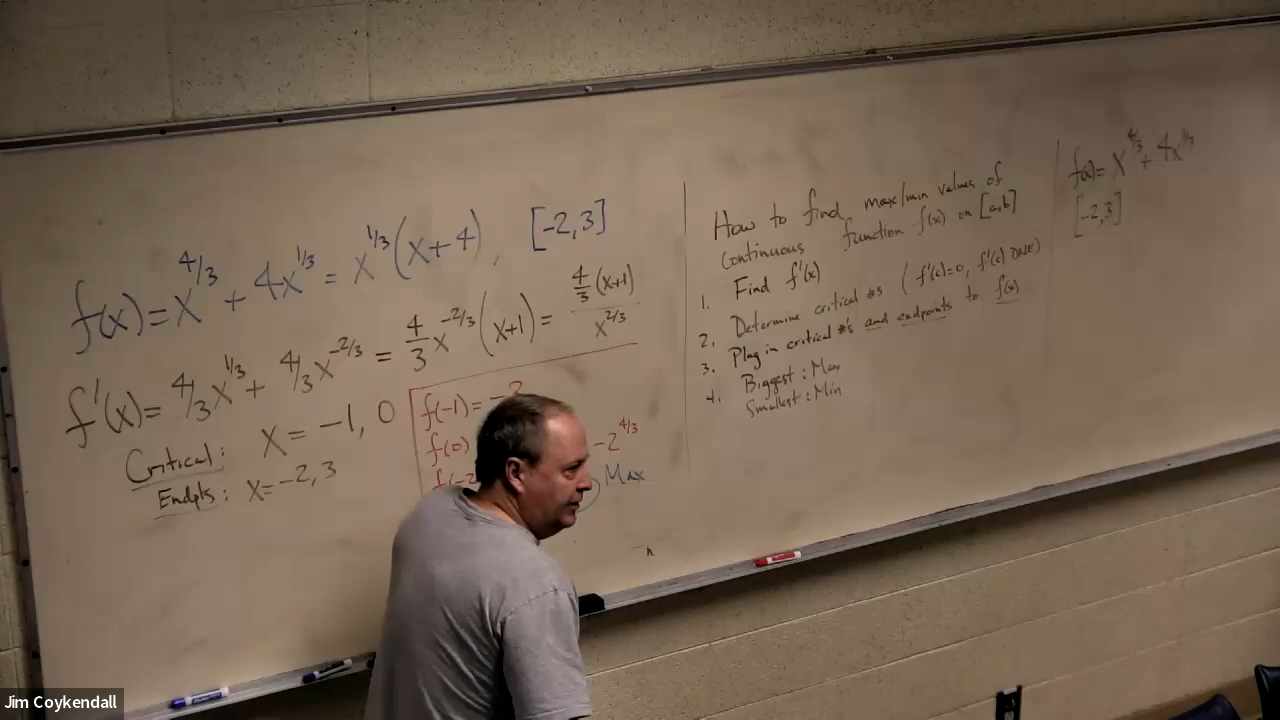 f(x) = x^{4/3} + 4x^{1/3} = x^{1/3}(x+4), [-2,3]
f'(x) = 4/3 x^{1/3} + 4/3 x^{-2/3} = 4/3 x^{-2/3}(x+1) = \frac{4/3 (x+1)}{x^{2/3}}
Critical: x = -1, 0
Endpts: x = -2, 3
f(-1) = -
f(0)
-2^{4/3}
f(-2
Max
How to find max/min values of
continuous function f(x) on [a,b]
1. Find f'(x)
2. Determine critical #s (f'(c)=0, f'(c) DNE)
3. Plug in critical #'s and endpoints to f(x)
4. Biggest: Max
Smallest: Min
f(x) = x^{4/3} + 4x^{1/3}
[-2,3]
Jim Coykendall